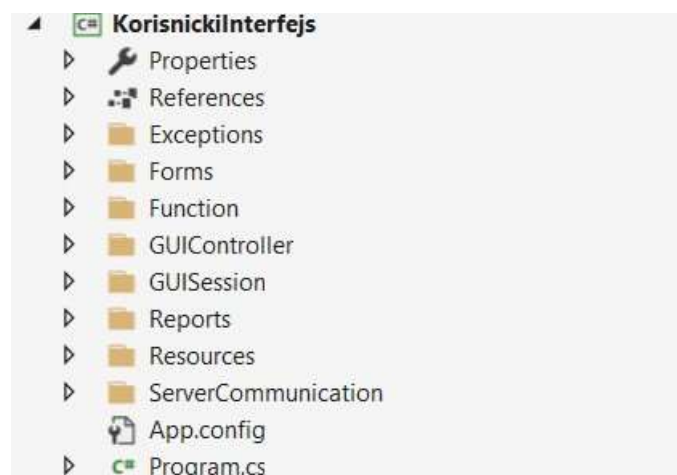 C# KorisnickiInterfejs
Properties
References
Exceptions
Forms
Function
GUIController
GUISession
Reports
Resources
ServerCommunication
App.config
C# Program.cs